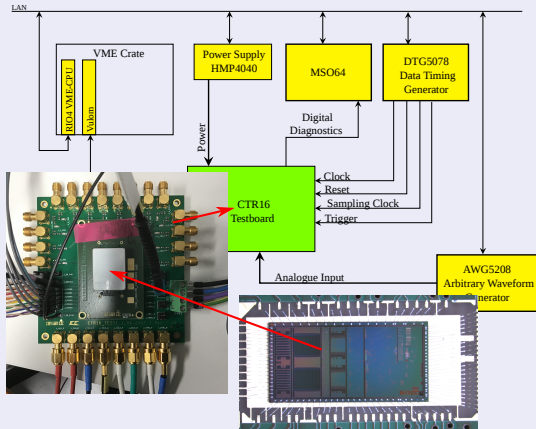 LAN
VME Crate
RIO4 VME-CPU
Vulom
Power Supply
HMP4040
MSO64
DTG5078
Data Timing
Generator
Power
Digital
Diagnostics
CTR16
Testboard
Clock
Reset
Sampling Clock
Trigger
Analogue Input
AWG5208
Arbitrary Waveform
Generator